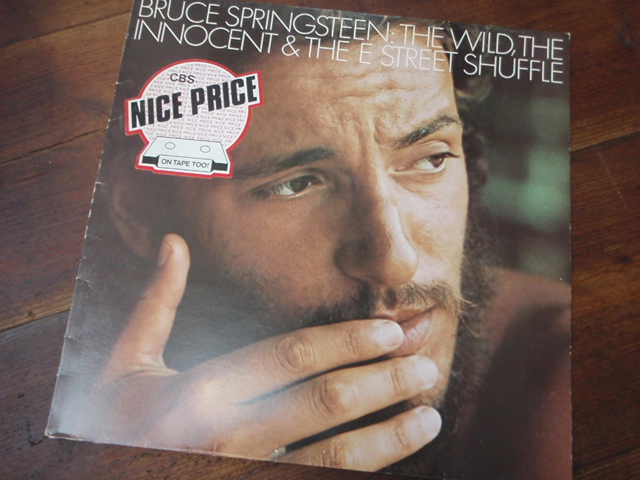 BRUCE SPRINGSTEEN: THE WILD, THE
INNOCENT & THE E STREET SHUFFLE
CBS
NICE PRICE
ON TAPE TOO!